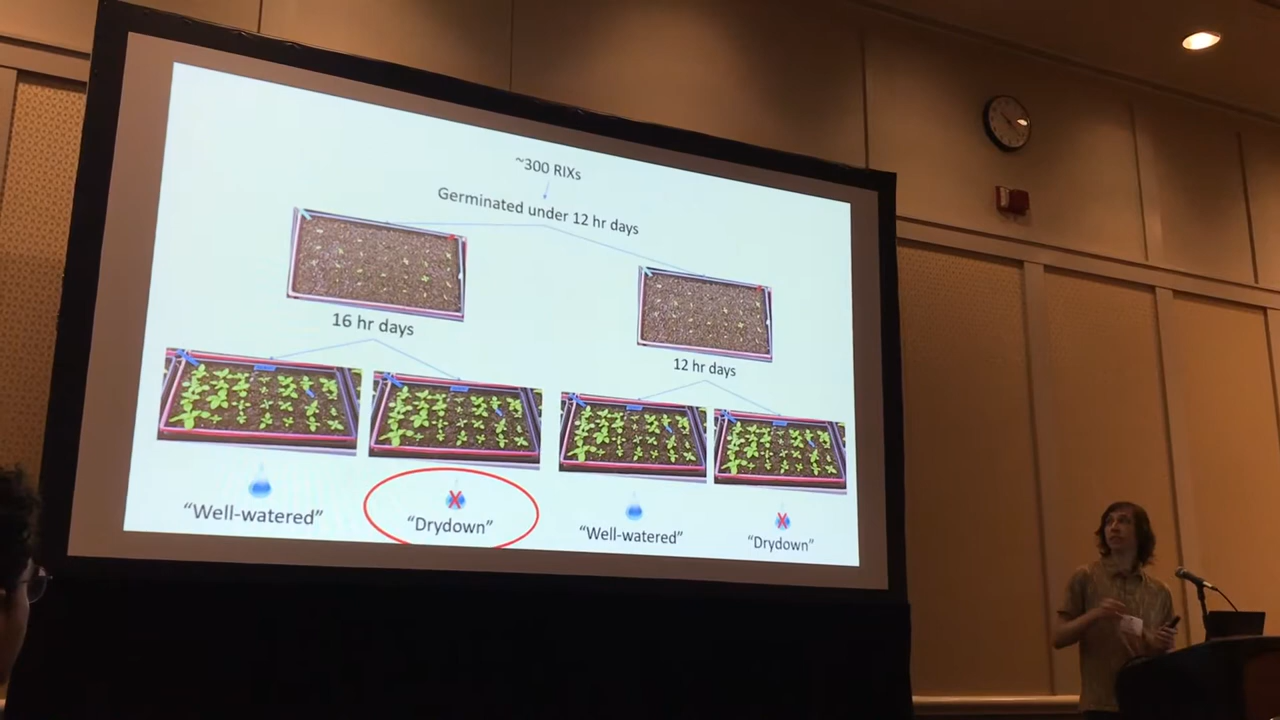 ~300 RIXs
Germinated under 12 hr days
16 hr days
12 hr days
"Well-watered"
X
"Drydown"
"Well-watered"
X
"Drydown"